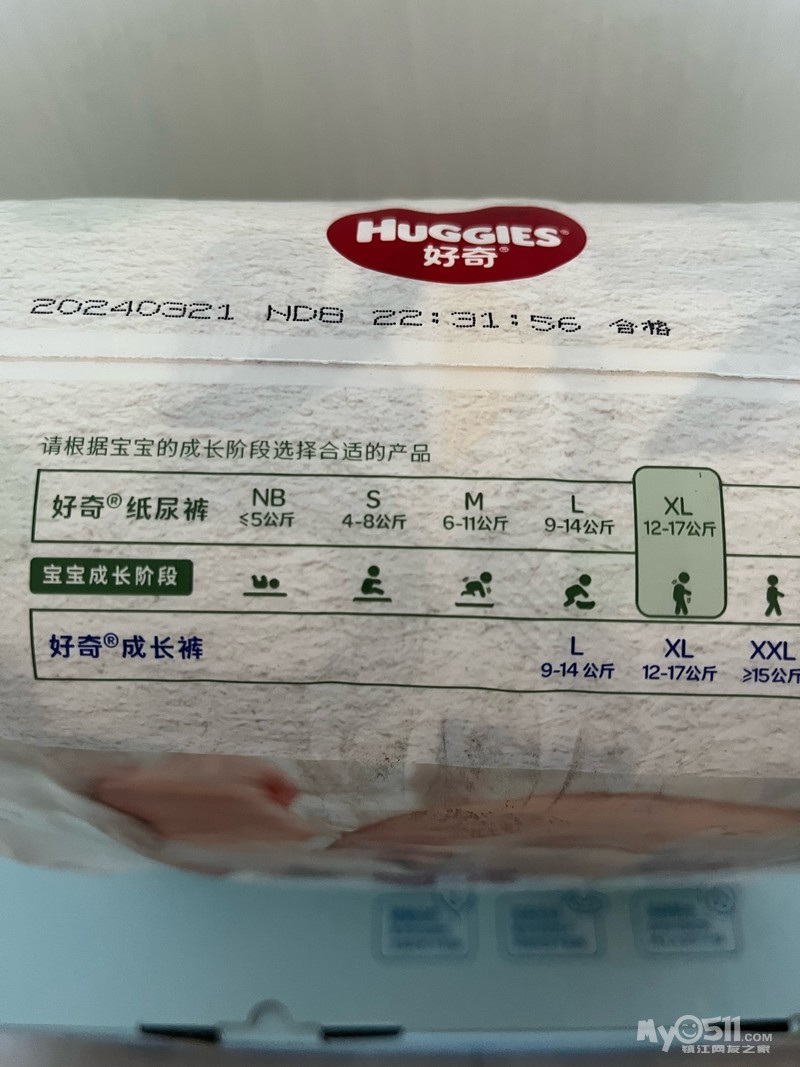 HUGGIES®
好奇®
20240321 ND8 22:31:56 合格
请根据宝宝的成长阶段选择合适的产品
好奇®纸尿裤 NB S M L XL
≤5公斤 4-8公斤 6-11公斤 9-14公斤 12-17公斤
宝宝成长阶段
好奇®成长裤 L XL XXL
9-14公斤 12-17公斤 ≥15公斤
MyO511.COM
镇江网友之家